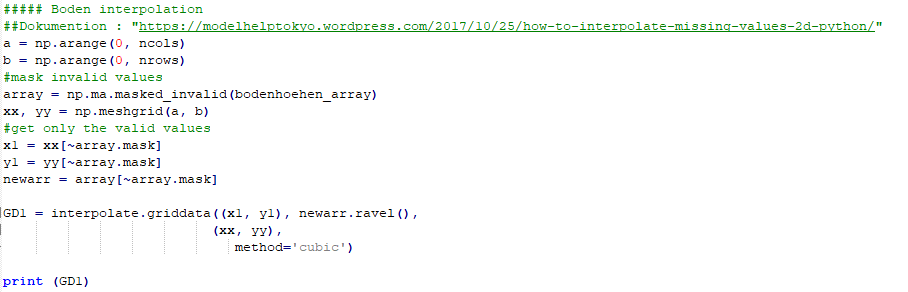 ##### Boden interpolation
##Dokumention : "https://modelhelptokyo.wordpress.com/2017/10/25/how-to-interpolate-missing-values-2d-python/"
a = np.arange(0, ncols)
b = np.arange(0, nrows)
#mask invalid values
array = np.ma.masked_invalid(bodenhoehen_array)
xx, yy = np.meshgrid(a, b)
#get only the valid values
x1 = xx[~array.mask]
y1 = yy[~array.mask]
newarr = array[~array.mask]
GD1 = interpolate.griddata((x1, y1), newarr.ravel(),
(xx, yy),
method='cubic')
print (GD1)